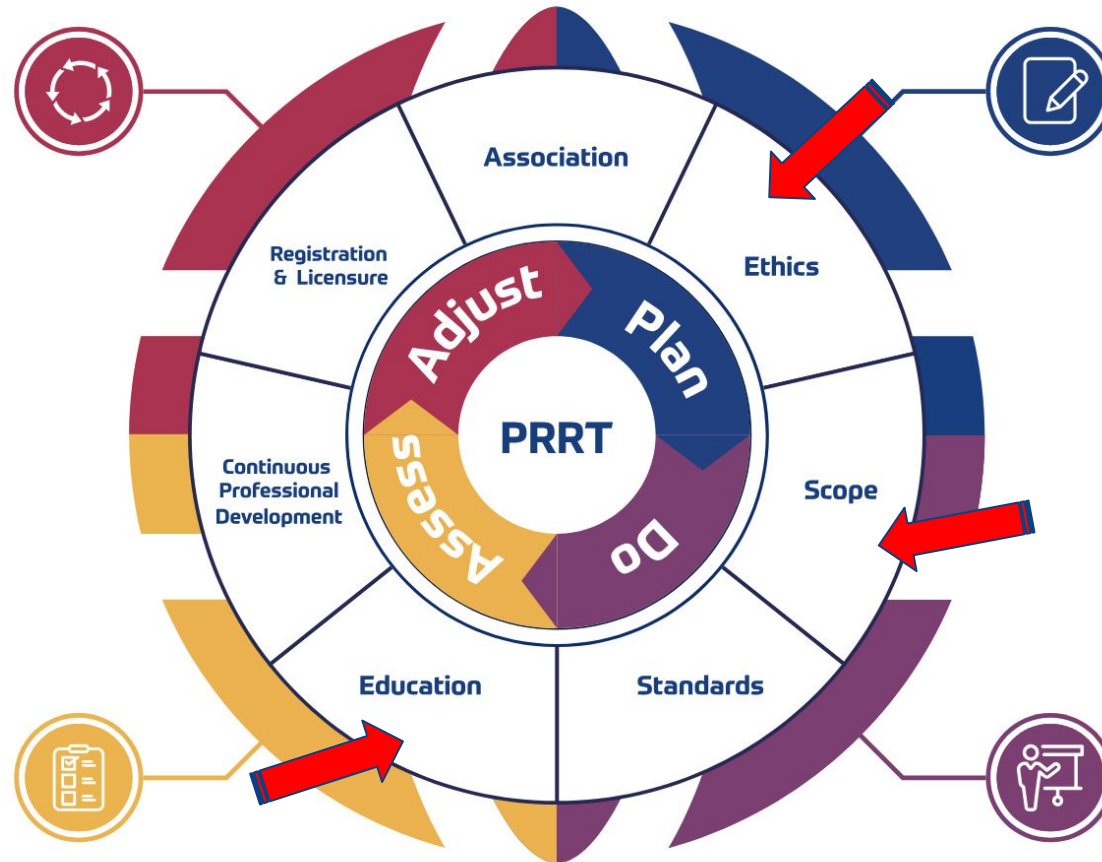 Association
Ethics
Scope
Standards
Education
Continuous
Professional
Development
Registration
& Licensure
Adjust
Plan
Do
Assess
PRRT